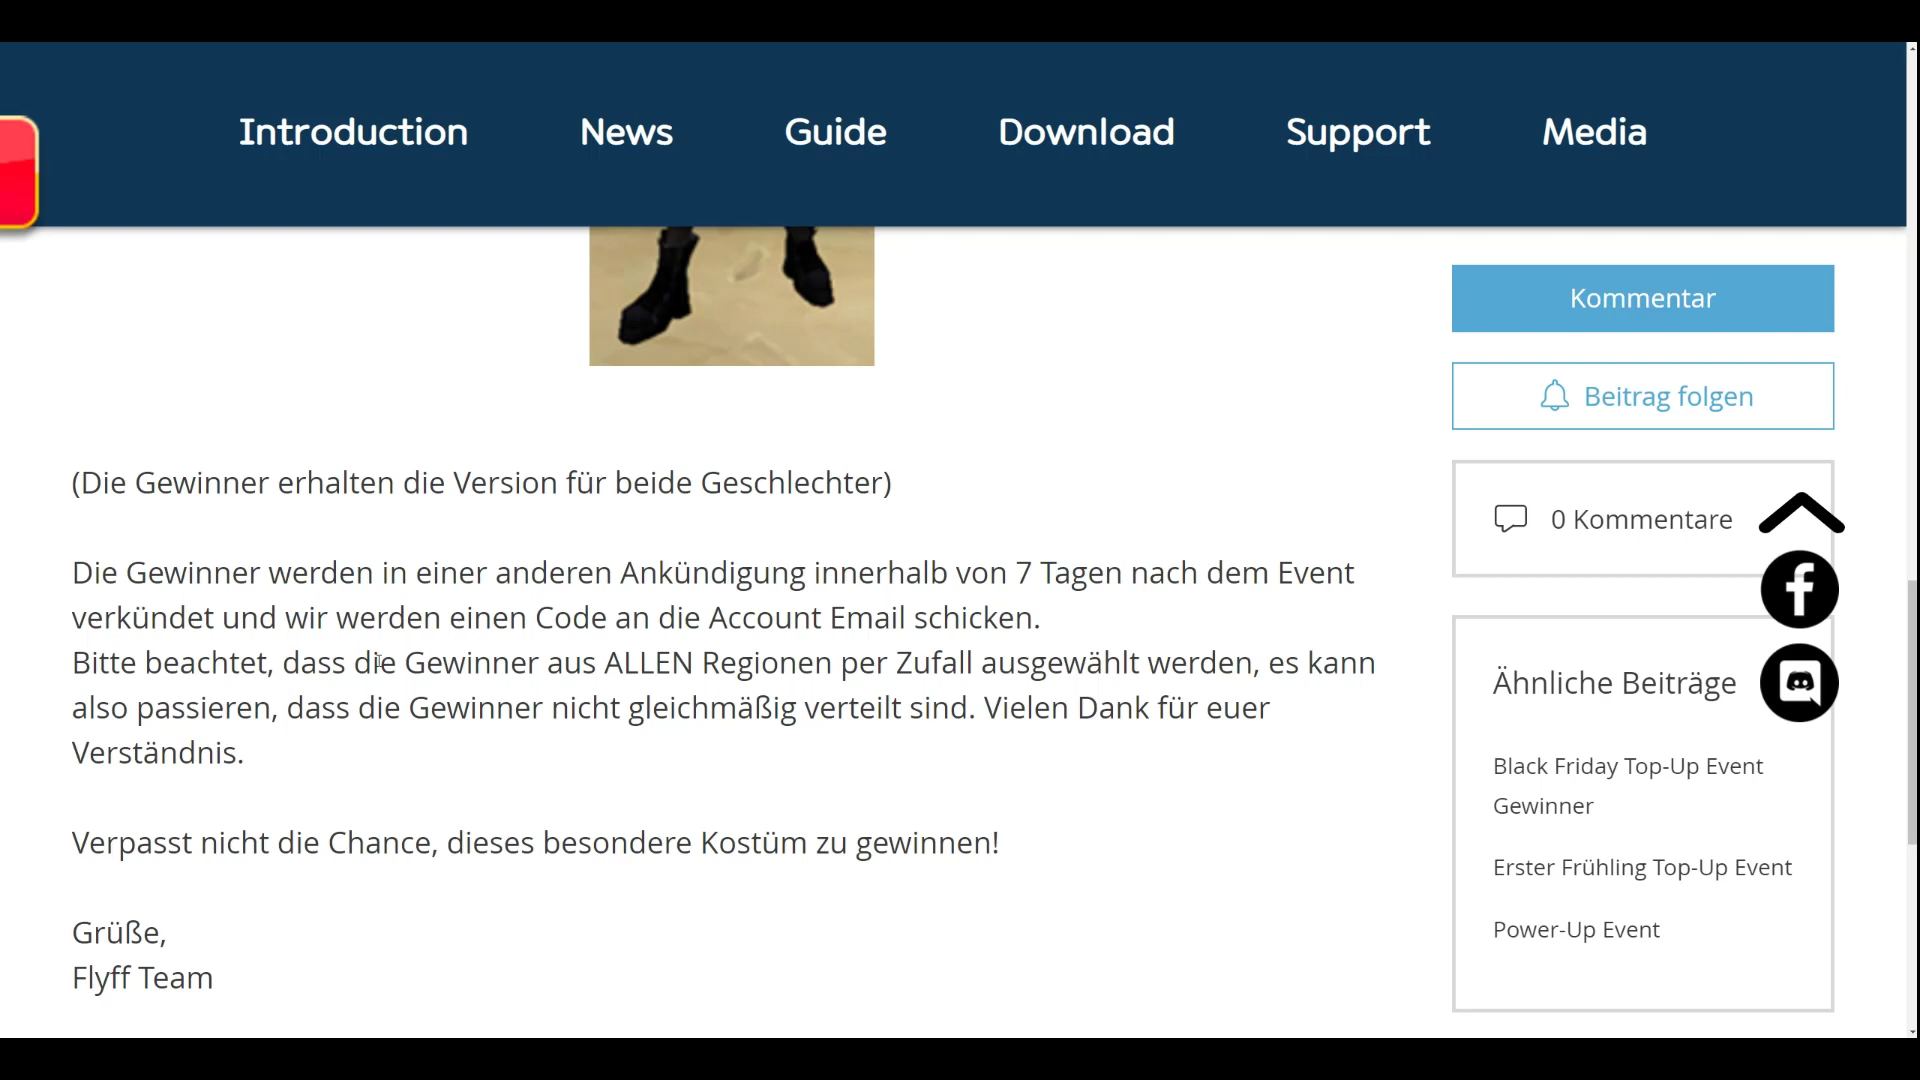 Introduction News Guide Download Support Media
(Die Gewinner erhalten die Version für beide Geschlechter)
Die Gewinner werden in einer anderen Ankündigung innerhalb von 7 Tagen nach dem Event
verkündet und wir werden einen Code an die Account Email schicken.
Bitte beachtet, dass die Gewinner aus ALLEN Regionen per Zufall ausgewählt werden, es kann
also passieren, dass die Gewinner nicht gleichmäßig verteilt sind. Vielen Dank für euer
Verständnis.
Verpasst nicht die Chance, dieses besondere Kostüm zu gewinnen!
Grüße,
Flyff Team
Kommentar
Beitrag folgen
0 Kommentare
Ähnliche Beiträge
Black Friday Top-Up Event
Gewinner
Erster Frühling Top-Up Event
Power-Up Event